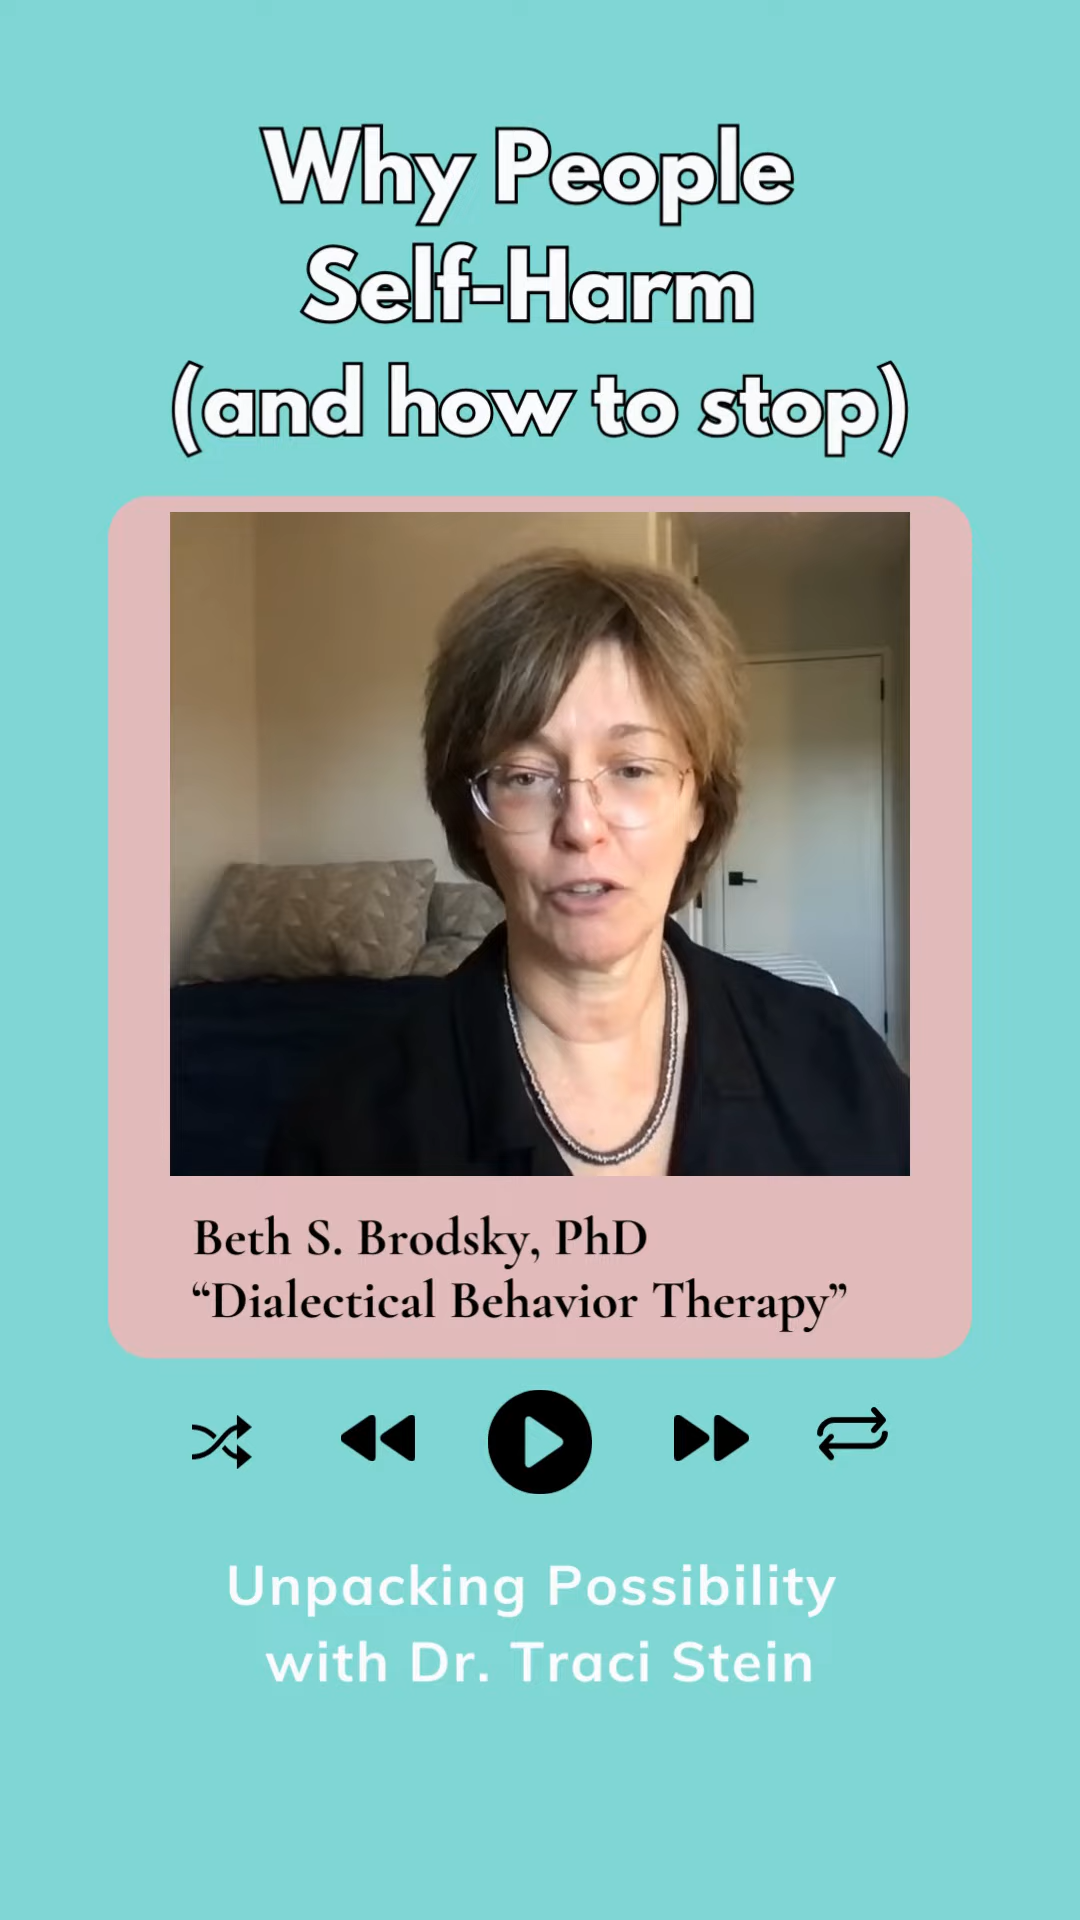 Why People
Self-Harm
(and how to stop)
Beth S. Brodsky, PhD
“Dialectical Behavior Therapy”
Unpacking Possibility
with Dr. Traci Stein